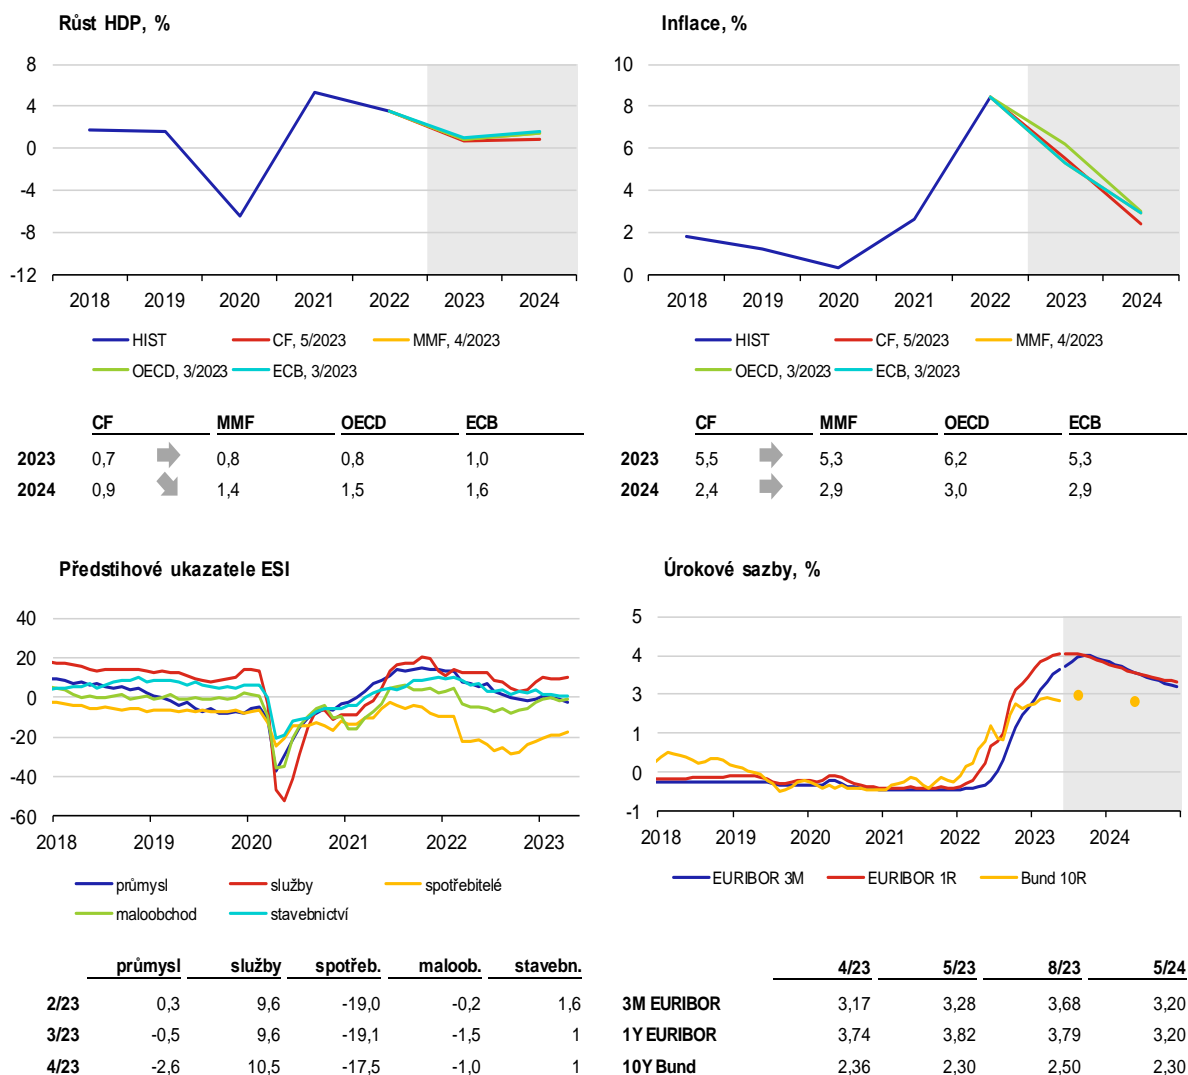 Růst HDP, %
8
4
0
-4
-8
-12
2018 2019 2020 2021 2022 2023 2024
HIST CF, 5/2023 MMF, 4/2023
OECD, 3/2023 ECB, 3/2023
CF MMF OECD ECB
2023 0,7 0,8 0,8 1,0
2024 0,9 1,4 1,5 1,6
Inflace, %
10
8
6
4
2
0
2018 2019 2020 2021 2022 2023 2024
HIST CF, 5/2023 MMF, 4/2023
OECD, 3/2023 ECB, 3/2023
CF MMF OECD ECB
2023 5,5 5,3 6,2 5,3
2024 2,4 2,9 3,0 2,9
Předstihové ukazatele ESI
40
20
0
-20
-40
-60
2018 2019 2020 2021 2022 2023
průmysl služby spotřebitelé
maloobchod stavebnictví
průmysl služby spotřeb. maloob. stavebn.
2/23 0,3 9,6 -19,0 -0,2 1,6
3/23 -0,5 9,6 -19,1 -1,5 1
4/23 -2,6 10,5 -17,5 -1,0 1
Úrokové sazby, %
5
4
3
1
0
-1
2018 2019 2020 2021 2022 2023 2024
EURIBOR 3M EURIBOR 1R Bund 10R
4/23 5/23 8/23 5/24
3M EURIBOR 3,17 3,28 3,68 3,20
1Y EURIBOR 3,74 3,82 3,79 3,20
10Y Bund 2,36 2,30 2,50 2,30